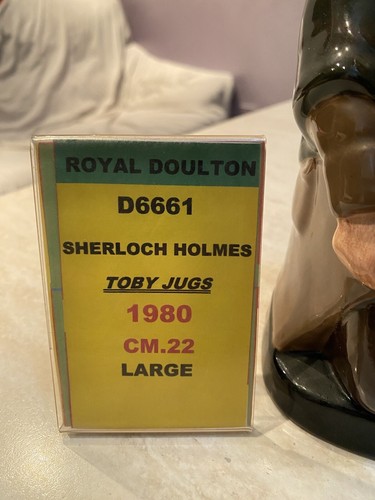 ROYAL DOULTON
D6661
SHERLOCH HOLMES
TOBY JUGS
1980
CM.22
LARGE